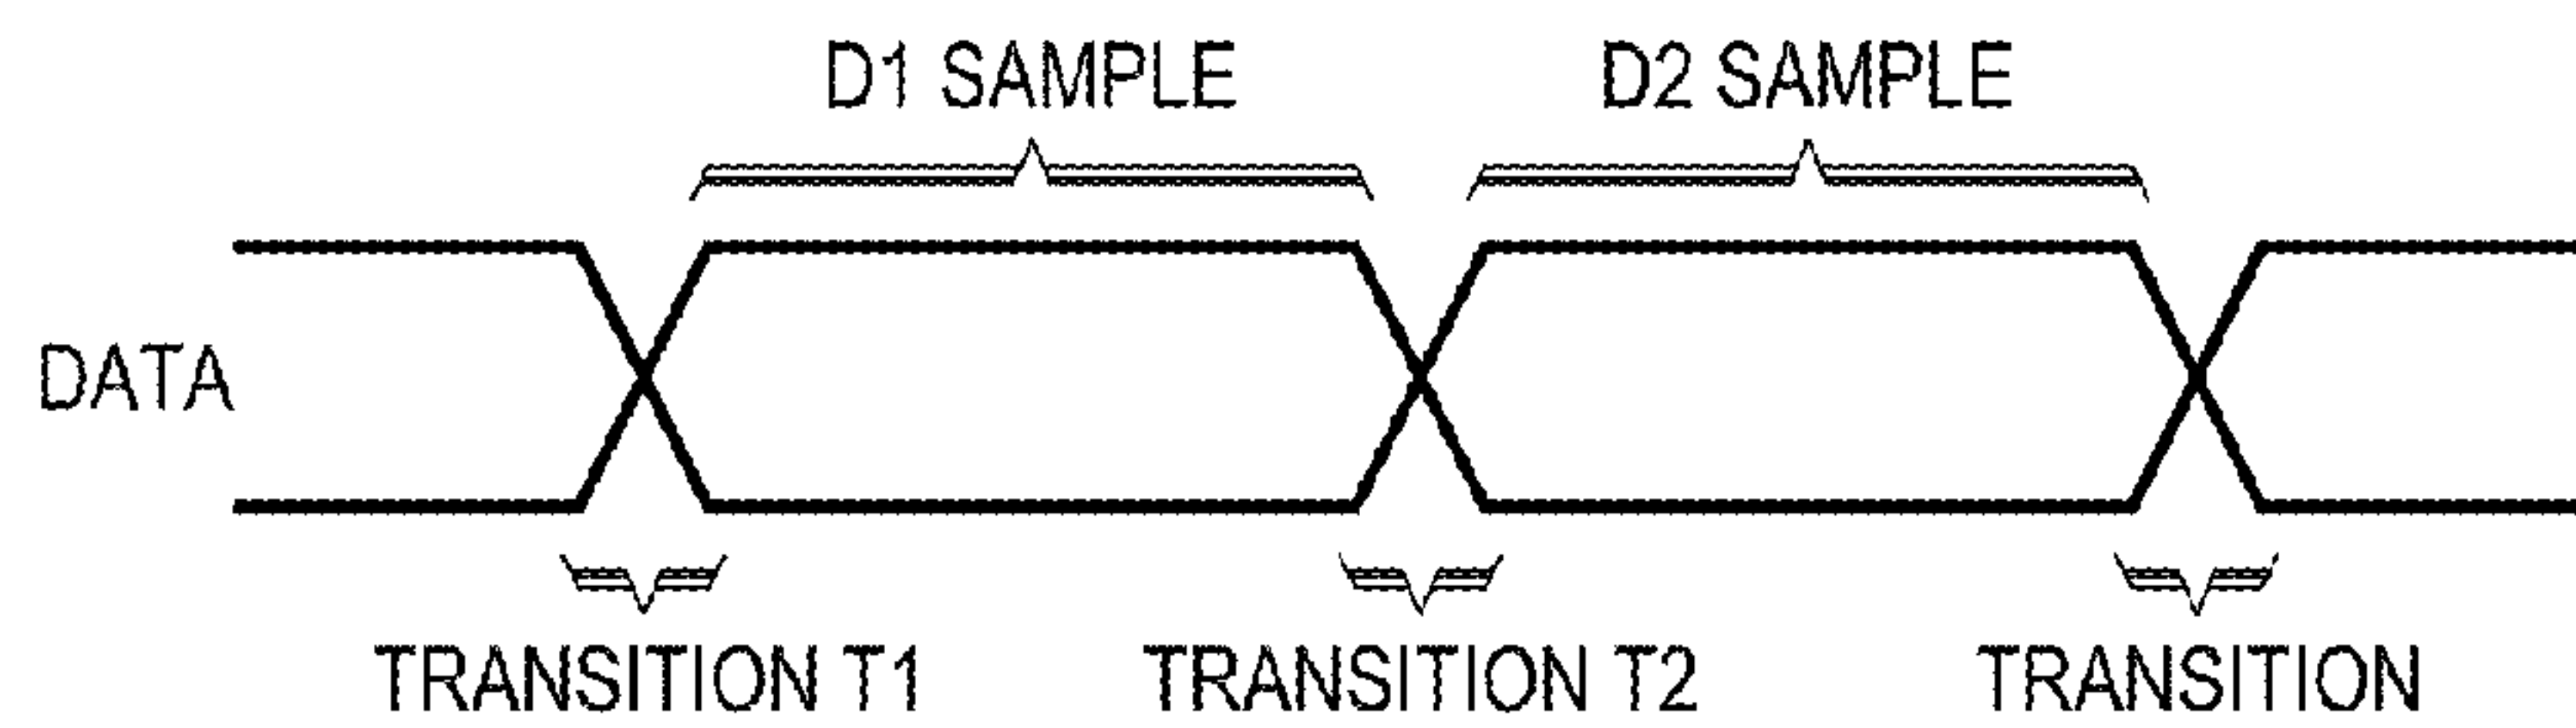 D1 SAMPLE
D2 SAMPLE
DATA
TRANSITION T1
TRANSITION T2
TRANSITION